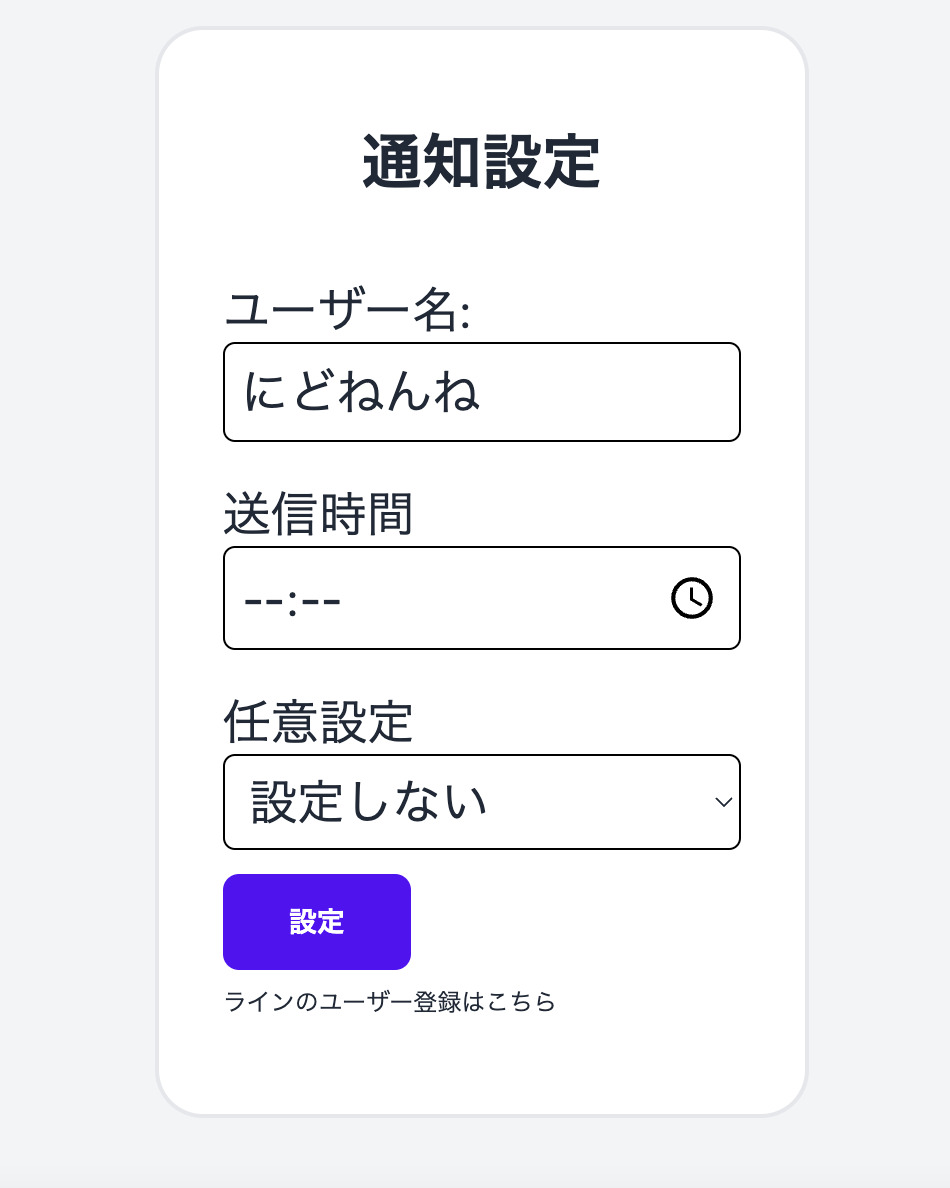 通知設定
ユーザー名:
にどねんね
送信時間
--:--
任意設定
設定しない
設定
ラインのユーザー登録はこちら